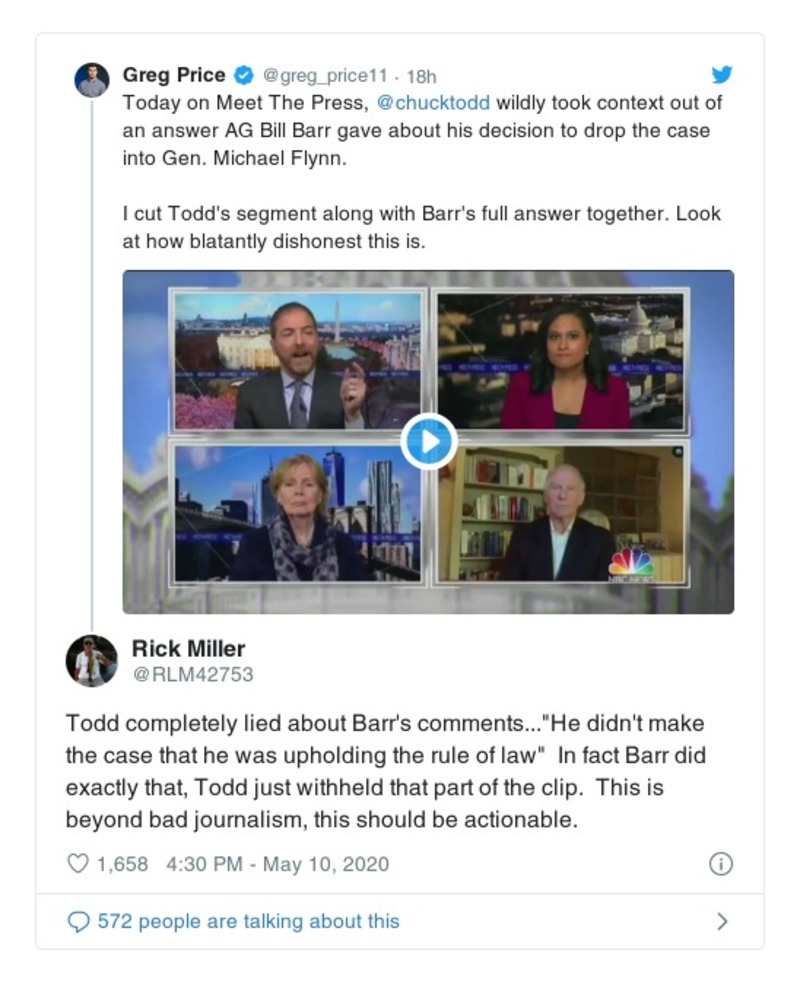 Greg Price @greg_price11 · 18h
Today on Meet The Press, @chucktodd wildly took context out of
an answer AG Bill Barr gave about his decision to drop the case
into Gen. Michael Flynn.
I cut Todd's segment along with Barr's full answer together. Look
at how blatantly dishonest this is.
NBC NEWS
Rick Miller
@RLM42753
Todd completely lied about Barr's comments..."He didn't make
the case that he was upholding the rule of law"  In fact Barr did
exactly that, Todd just withheld that part of the clip.  This is
beyond bad journalism, this should be actionable.
1,658 4:30 PM - May 10, 2020
572 people are talking about this